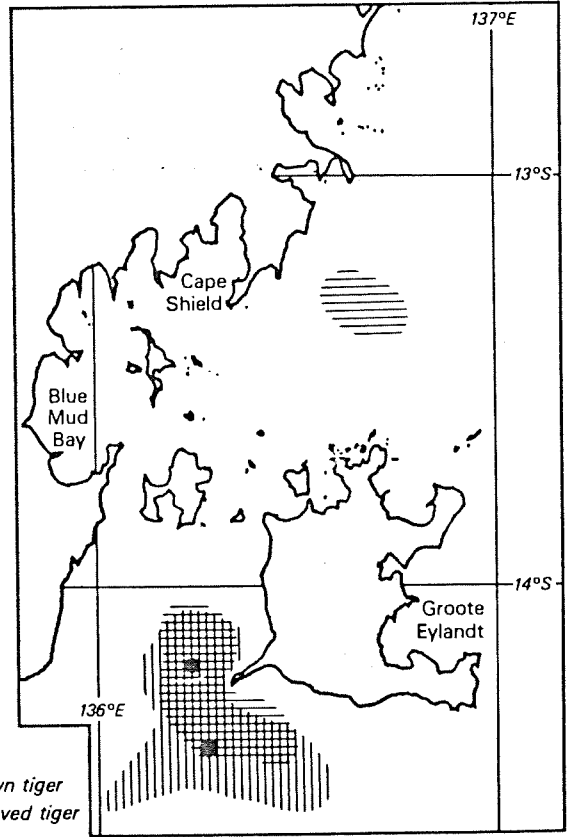 137°E
13°S
Cape
Shield
Blue
Mud
Bay
14°S
Groote
Eylandt
136°E
tiger
tiger